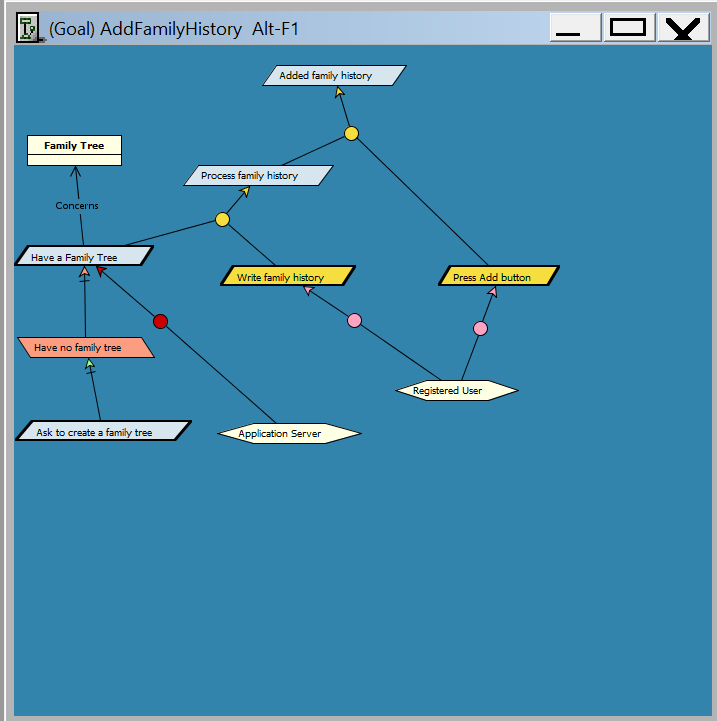 (Goal) AddFamilyHistory  Alt-F1
Added family history
Family Tree
Process family history
Concerns
Have a Family Tree
Write family history
Press Add button
Have no family tree
Registered User
Ask to create a family tree
Application Server